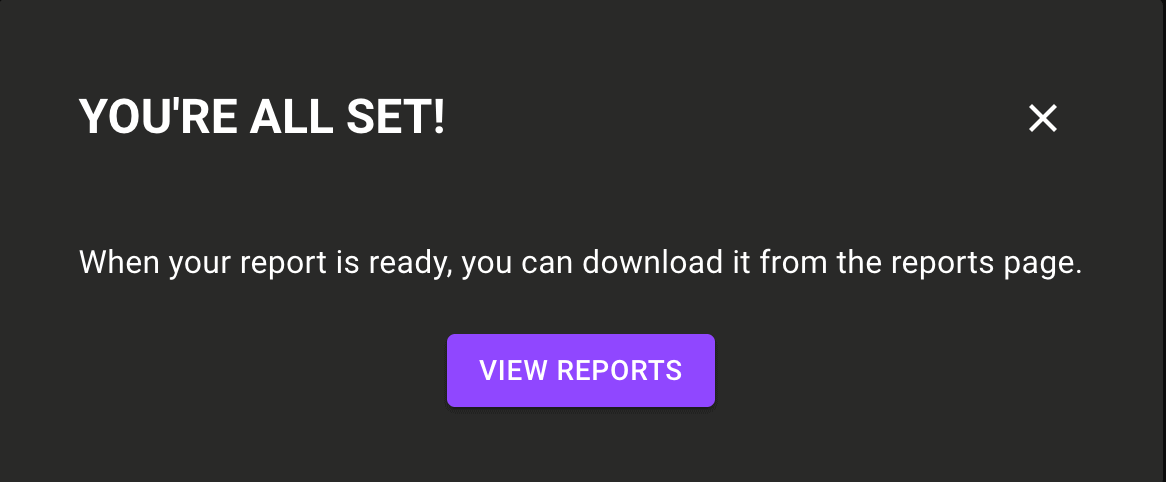 YOU'RE ALL SET!
When your report is ready, you can download it from the reports page.
VIEW REPORTS